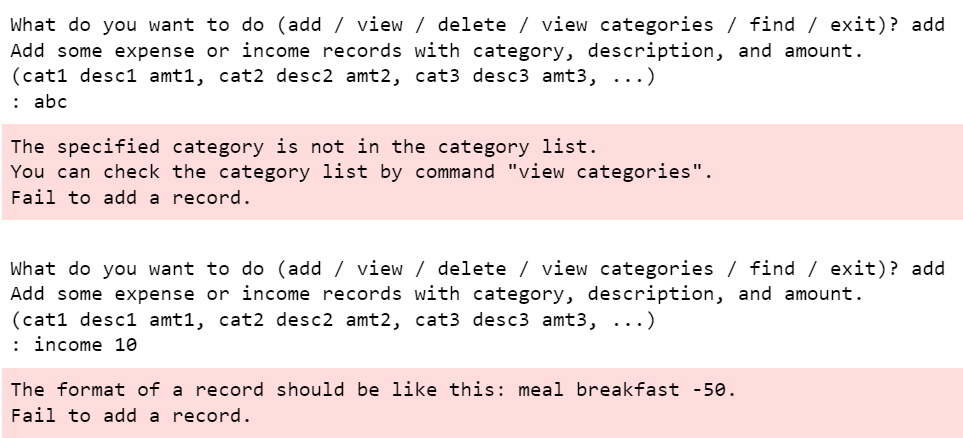 What do you want to do (add / view / delete / view categories / find / exit)? add
Add some expense or income records with category, description, and amount.
(cat1 desc1 amt1, cat2 desc2 amt2, cat3 desc3 amt3, ...)
: abc
The specified category is not in the category list.
You can check the category list by command "view categories".
Fail to add a record.
What do you want to do (add / view / delete / view categories / find / exit)? add
Add some expense or income records with category, description, and amount.
(cat1 desc1 amt1, cat2 desc2 amt2, cat3 desc3 amt3, ...)
: income 10
The format of a record should be like this: meal breakfast -50.
Fail to add a record.